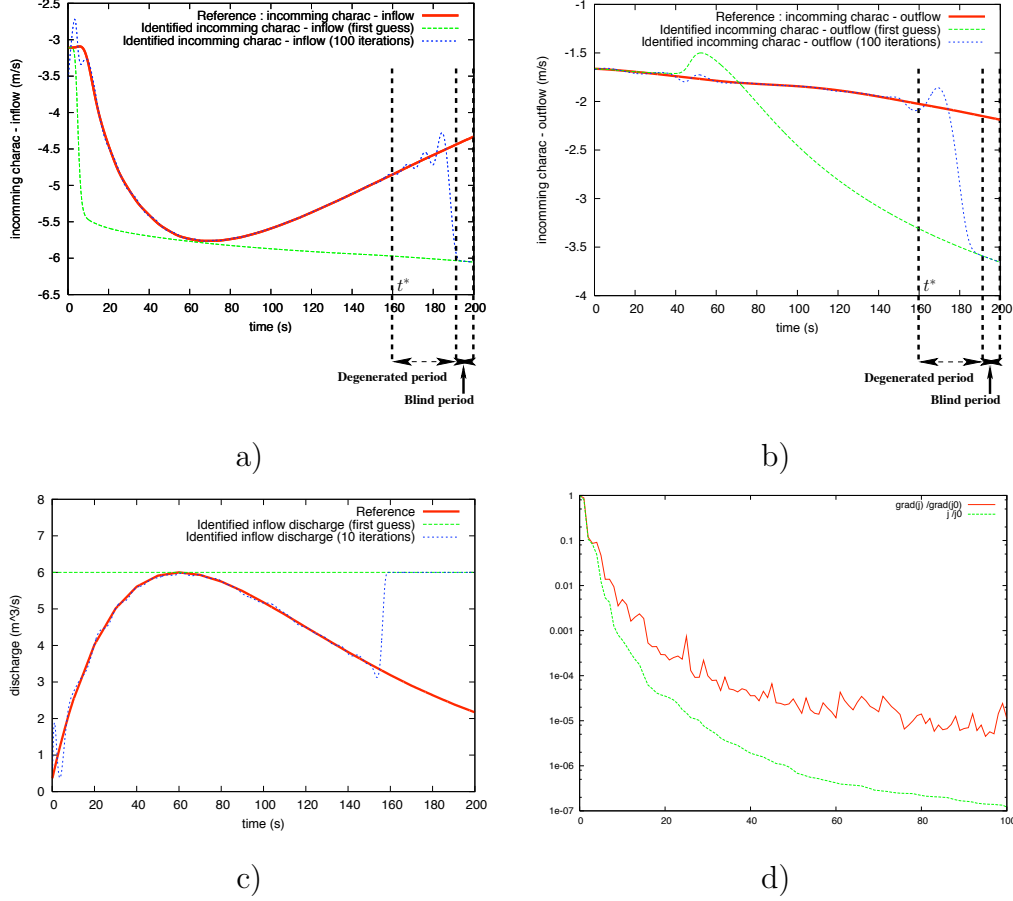 Reference : incomming charac - inflow
Identified incomming charac - inflow (first guess)
Identified incomming charac - inflow (100 iterations)
-2.5
-3
-3.5
-4
-4.5
-5
-5.5
-6
-6.5
incomming charac - inflow (m/s)
t*
0 20 40 60 80 100 120 140 160 180 200
time (s)
Degenerated period
Blind period
a)
Reference : incomming charac - outflow
Identified incomming charac - outflow (first guess)
Identified incomming charac - outflow (100 iterations)
-1
-1.5
-2
-2.5
-3
-3.5
-4
incomming charac - outflow (m/s)
t*
0 20 40 60 80 100 120 140 160 180 200
time (s)
Degenerated period
Blind period
b)
Reference
Identified inflow discharge (first guess)
Identified inflow discharge (10 iterations)
8
7
6
5
4
3
2
1
0
discharge (m^3/s)
0 20 40 60 80 100 120 140 160 180 200
time (s)
c)
grad(j) /grad(j0)
j /j0
1
0.1
0.01
0.001
1e-04
1e-05
1e-06
1e-07
0 20 40 60 80 100
d)